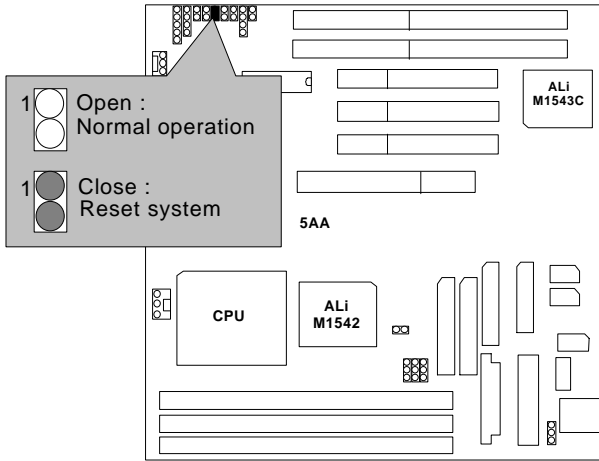 1 Open :
Normal operation
1 Close :
Reset system
ALi
M1543C
5AA
CPU
ALi
M1542